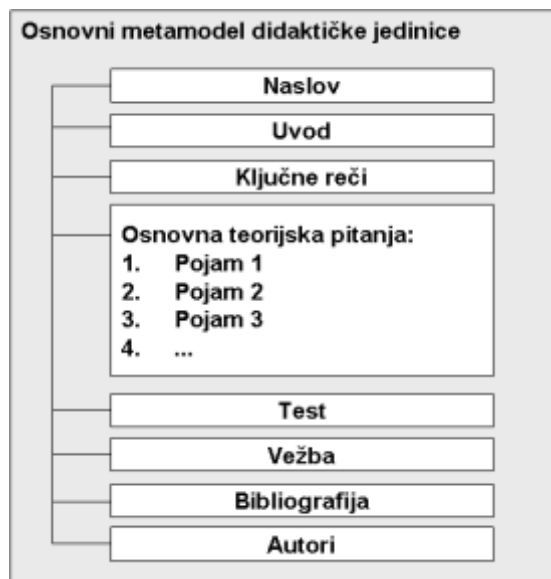 Osnovni metamodel didaktičke jedinice
Naslov
Uvod
Ključne reči
Osnovna teorijska pitanja:
1. Pojam 1
2. Pojam 2
3. Pojam 3
4. ...
Test
Vežba
Bibliografija
Autori